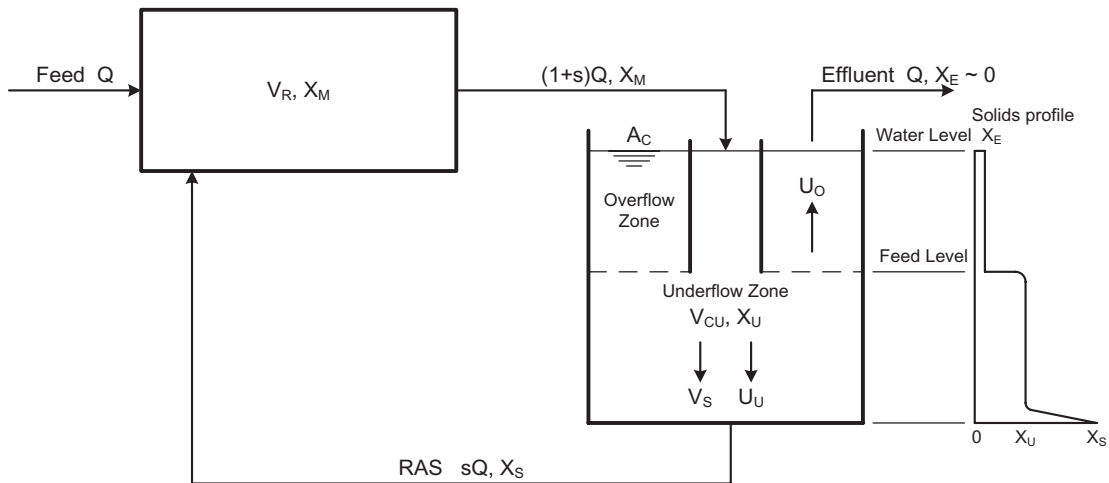 Feed Q
V_R, X_M
(1+s)Q, X_M
Effluent Q, X_E ~ 0
Solids profile
Water Level X_E
A_C
Overflow
Zone
U_O
Feed Level
Underflow Zone
V_CU, X_U
V_S U_U
0 X_U X_S
RAS sQ, X_S